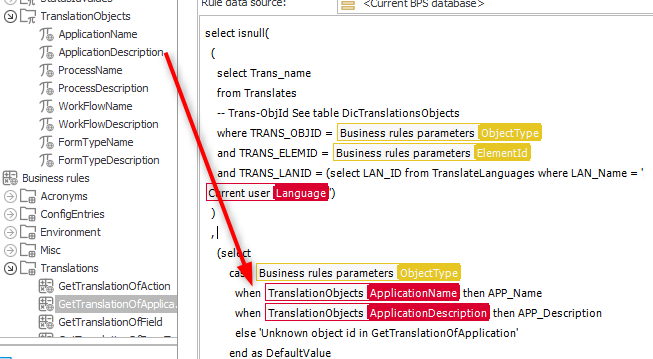 StatusIdValues
TranslationObjects
ApplicationName
ApplicationDescription
ProcessName
ProcessDescription
WorkFlowName
WorkFlowDescription
FormTypeName
FormTypeDescription
Business rules
Acronyms
ConfigEntries
Environment
Misc
Translations
GetTranslationOfAction
GetTranslationOfApplica...
GetTranslationOfField
Rule data source: <Current BPS database>
select isnull(
(
select Trans_name
from Translates
-- Trans-ObjId See table DicTranslationsObjects
where TRANS_OBJID = Business rules parameters ObjectType
and TRANS_ELEMID = Business rules parameters ElementId
and TRANS_LANID = (select LAN_ID from TranslateLanguages where LAN_Name = '
Current user Language ')
)
,
(select
case Business rules parameters ObjectType
when TranslationObjects ApplicationName then APP_Name
when TranslationObjects ApplicationDescription then APP_Description
else 'Unknown object id in GetTranslationOfApplication'
end as DefaultValue